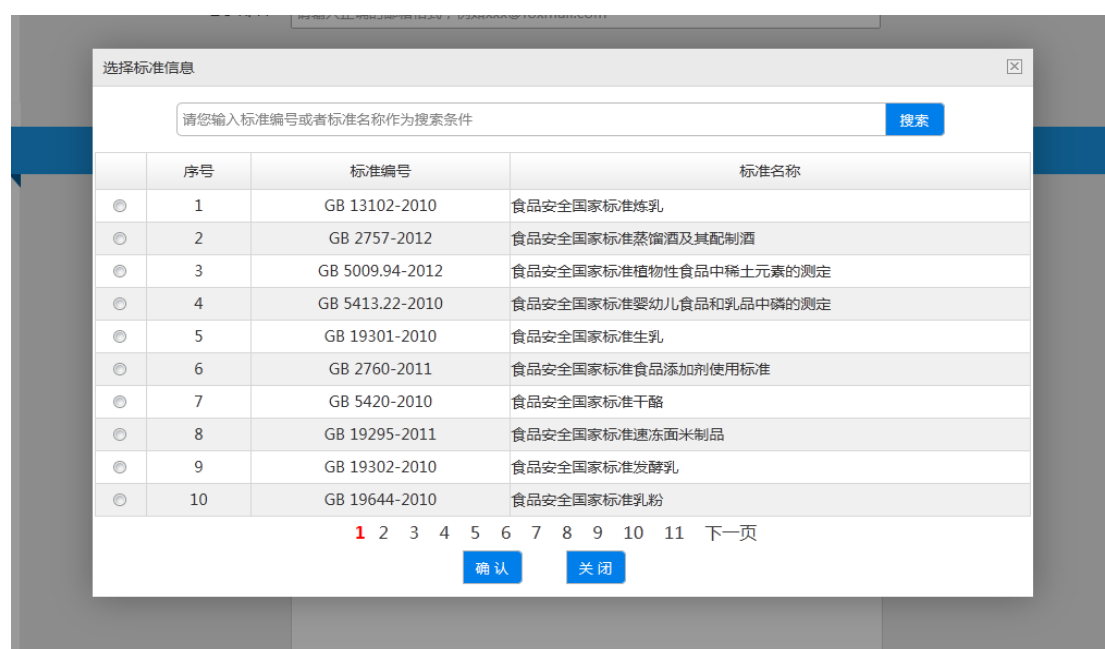 选择标准信息
请您输入标准编号或者标准名称作为搜索条件 搜索
序号 标准编号 标准名称
1 GB 13102-2010 食品安全国家标准炼乳
2 GB 2757-2012 食品安全国家标准蒸馏酒及其配制酒
3 GB 5009.94-2012 食品安全国家标准植物性食品中稀土元素的测定
4 GB 5413.22-2010 食品安全国家标准婴幼儿食品和乳品中磷的测定
5 GB 19301-2010 食品安全国家标准生乳
6 GB 2760-2011 食品安全国家标准食品添加剂使用标准
7 GB 5420-2010 食品安全国家标准干酪
8 GB 19295-2011 食品安全国家标准速冻面米制品
9 GB 19302-2010 食品安全国家标准发酵乳
10 GB 19644-2010 食品安全国家标准乳粉
1 2 3 4 5 6 7 8 9 10 11 下一页
确 认 关 闭